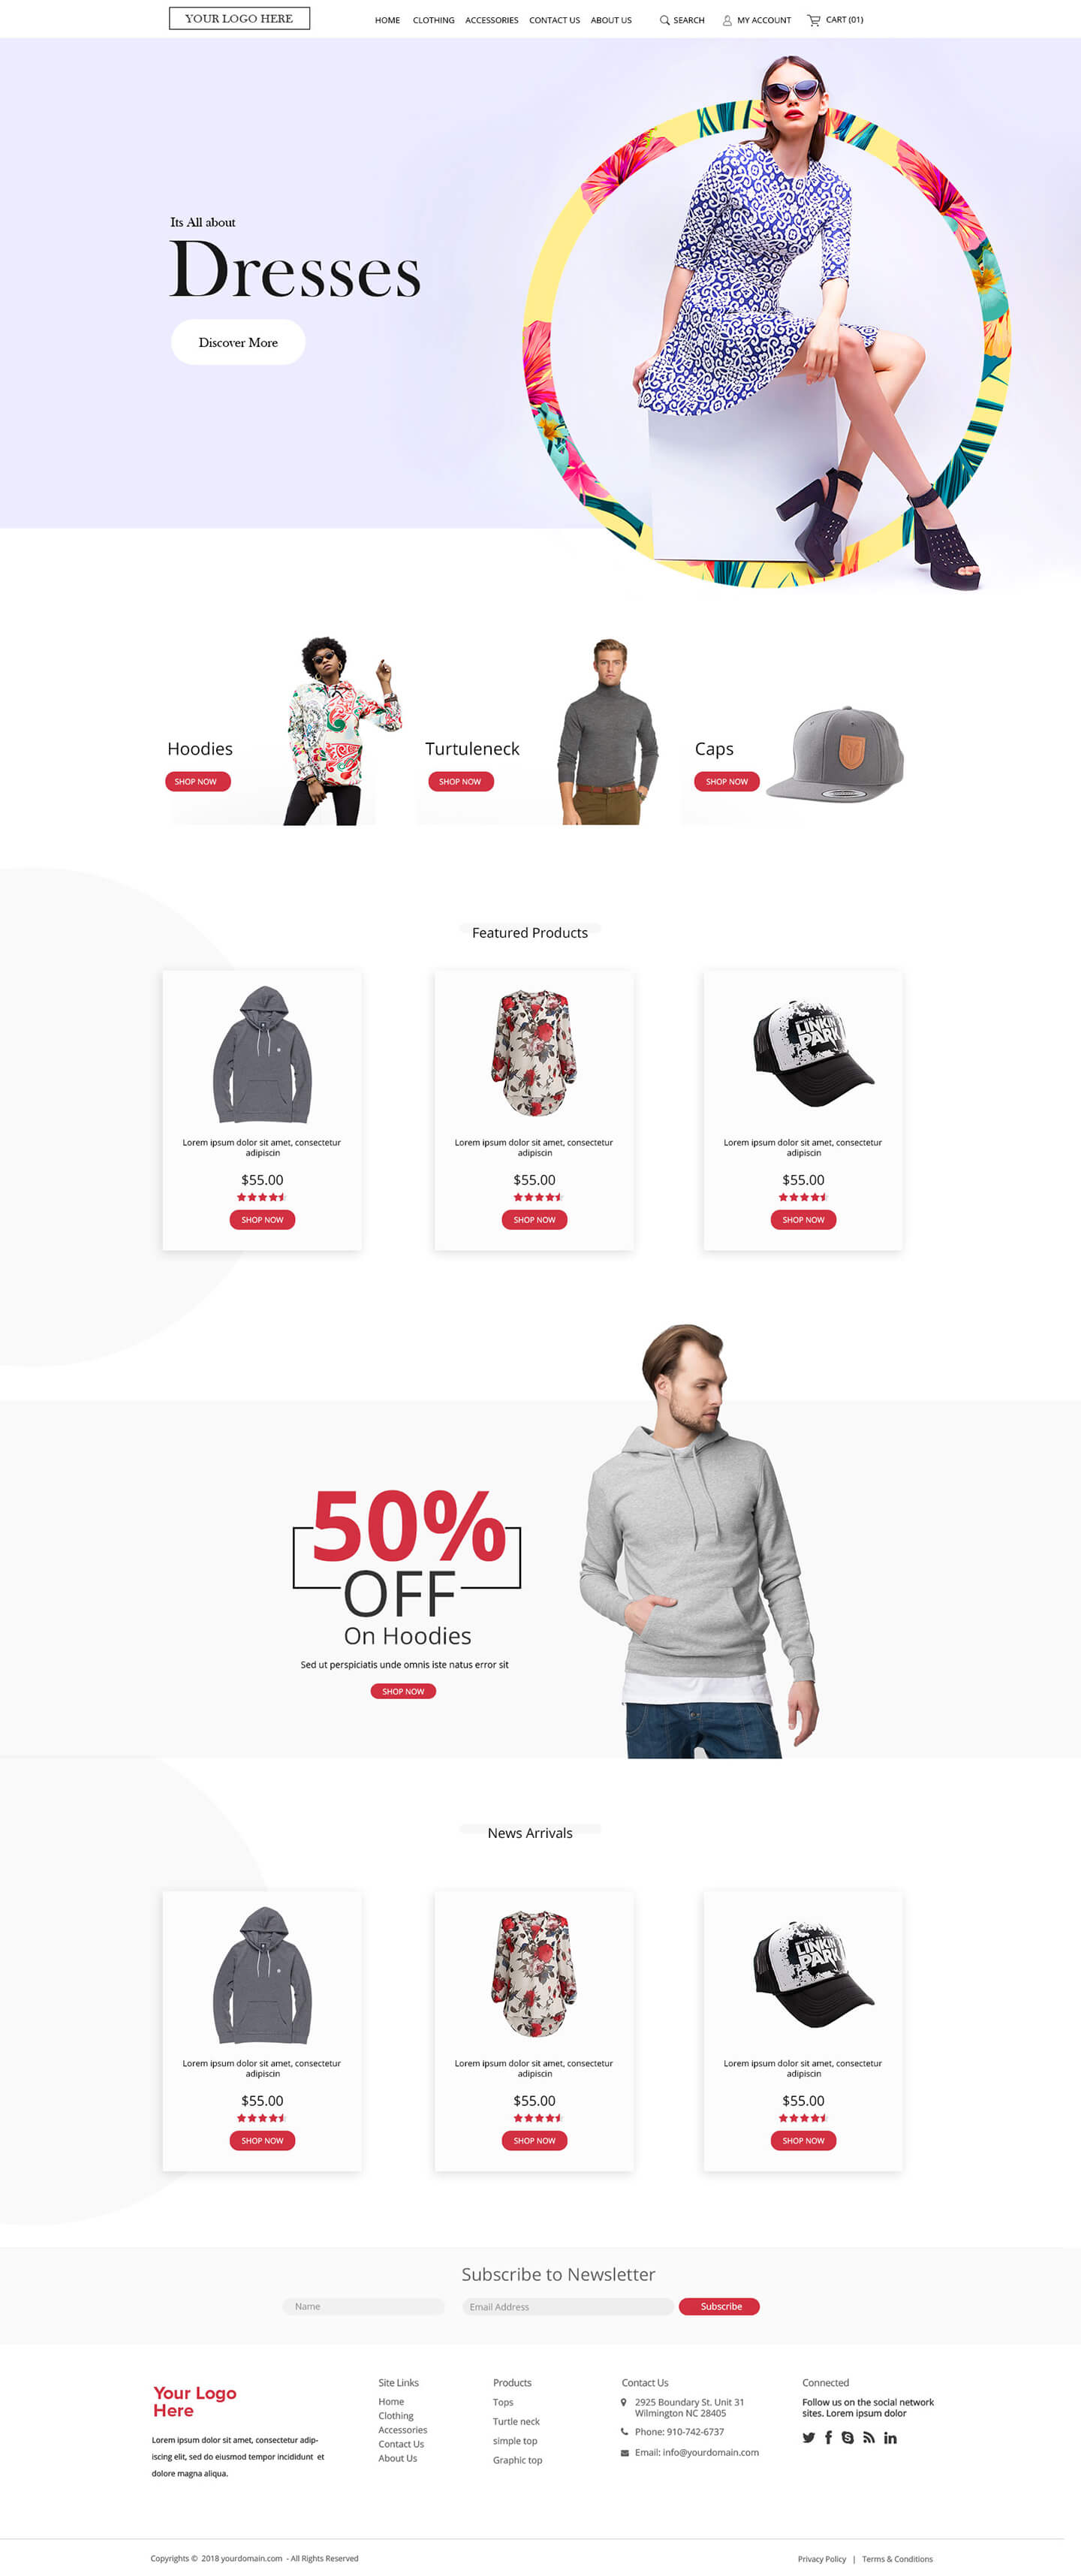 YOUR LOGO HERE
HOME CLOTHING ACCESSORIES CONTACT US ABOUT US SEARCH MY ACCOUNT CART (01)
Its All about
Dresses
Discover More
Hoodies
SHOP NOW
Turtuleneck
SHOP NOW
Caps
SHOP NOW
Featured Products
Lorem ipsum dolor sit amet, consectetur
adipiscin
$55.00
SHOP NOW
Lorem ipsum dolor sit amet, consectetur
adipiscin
$55.00
SHOP NOW
LINKIN
PARK
Lorem ipsum dolor sit amet, consectetur
adipiscin
$55.00
SHOP NOW
50%
OFF
On Hoodies
Sed ut perspiciatis unde omnis iste natus error sit
SHOP NOW
News Arrivals
Lorem ipsum dolor sit amet, consectetur
adipiscin
$55.00
SHOP NOW
Lorem ipsum dolor sit amet, consectetur
adipiscin
$55.00
SHOP NOW
LINKIN
PARK
Lorem ipsum dolor sit amet, consectetur
adipiscin
$55.00
SHOP NOW
Subscribe to Newsletter
Name
Email Address
Subscribe
Your Logo
Here
Lorem ipsum dolor sit amet, consectetur adip-
iscing elit, sed do eiusmod tempor incididunt et
dolore magna aliqua.
Site Links
Home
Clothing
Accessories
Contact Us
About Us
Products
Tops
Turtle neck
simple top
Graphic top
Contact Us
2925 Boundary St. Unit 31
Wilmington NC 28405
Phone: 910-742-6737
Email: info@yourdomain.com
Connected
Follow us on the social network
sites. Lorem ipsum dolor
Copyrights © 2018 yourdomain.com - All Rights Reserved
Privacy Policy | Terms & Conditions